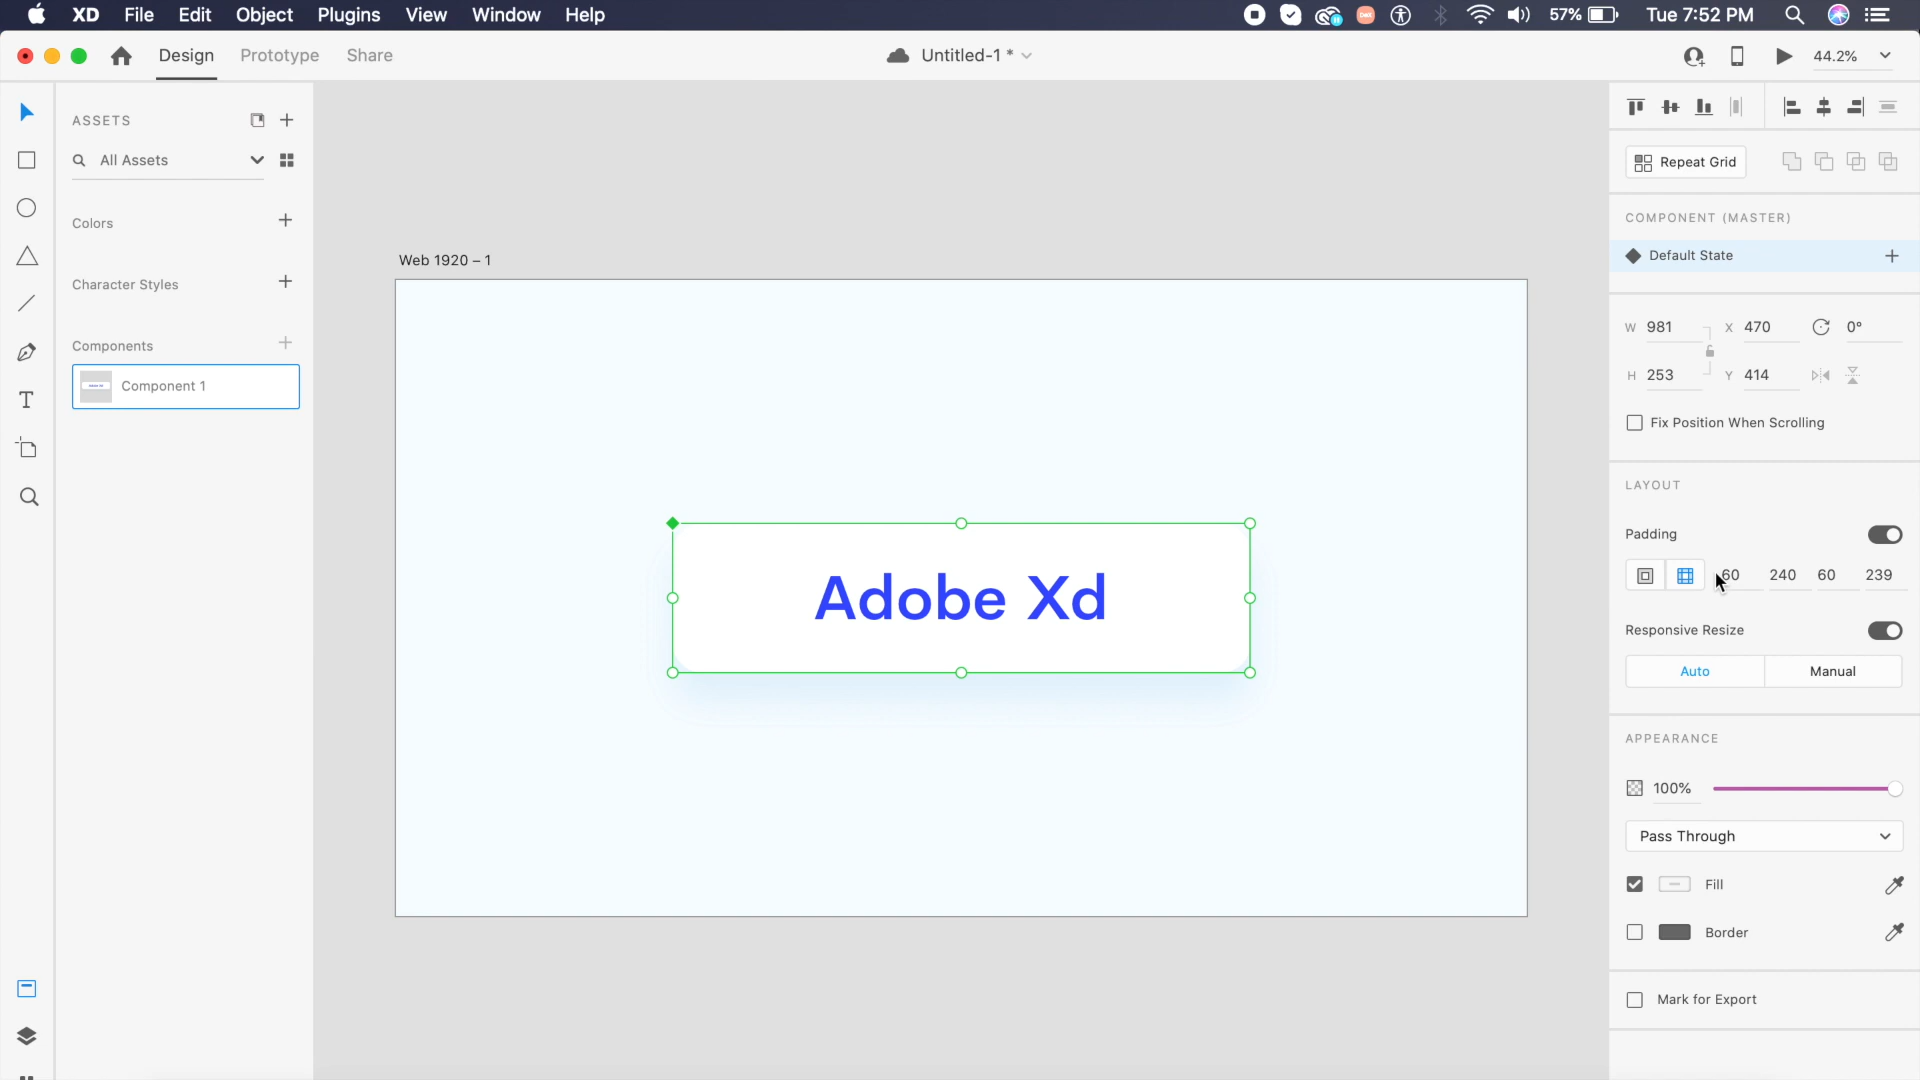 XD File Edit Object Plugins View Window Help 57% Tue 7:52 PM
Design Prototype Share Untitled-1 * 44.2%
ASSETS
All Assets
Colors
Character Styles
Components
Component 1
Web 1920 – 1
Adobe Xd
Repeat Grid
COMPONENT (MASTER)
Default State
W 981 X 470 0°
H 253 Y 414
Fix Position When Scrolling
LAYOUT
Padding
60 240 60 239
Responsive Resize
Auto Manual
APPEARANCE
100%
Pass Through
Fill
Border
Mark for Export